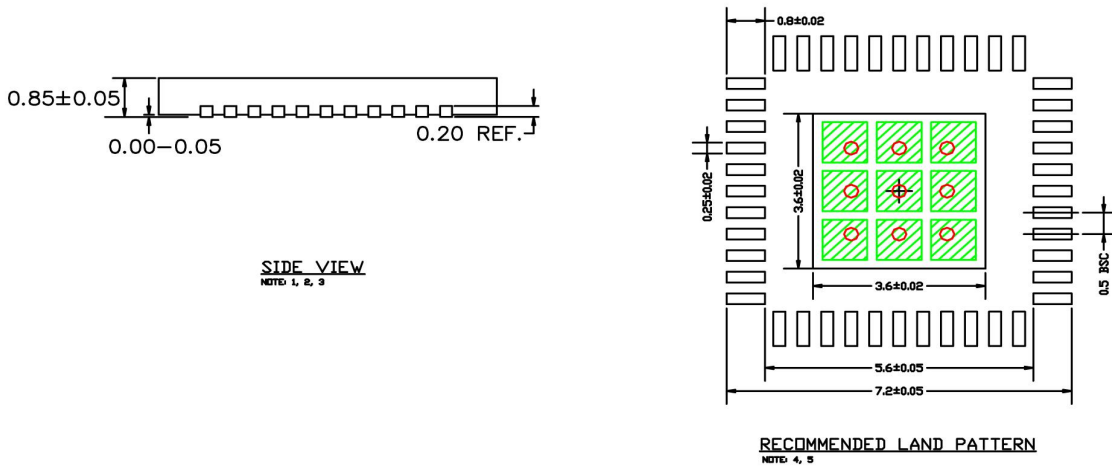 0.85±0.05
0.00-0.05
0.20 REF.
SIDE VIEW
NOTE: 1, 2, 3
0.8±0.02
0.25±0.02
3.6±0.02
3.6±0.02
0.5 BSC
5.6±0.05
7.2±0.05
RECOMMENDED LAND PATTERN
NOTE: 4, 5